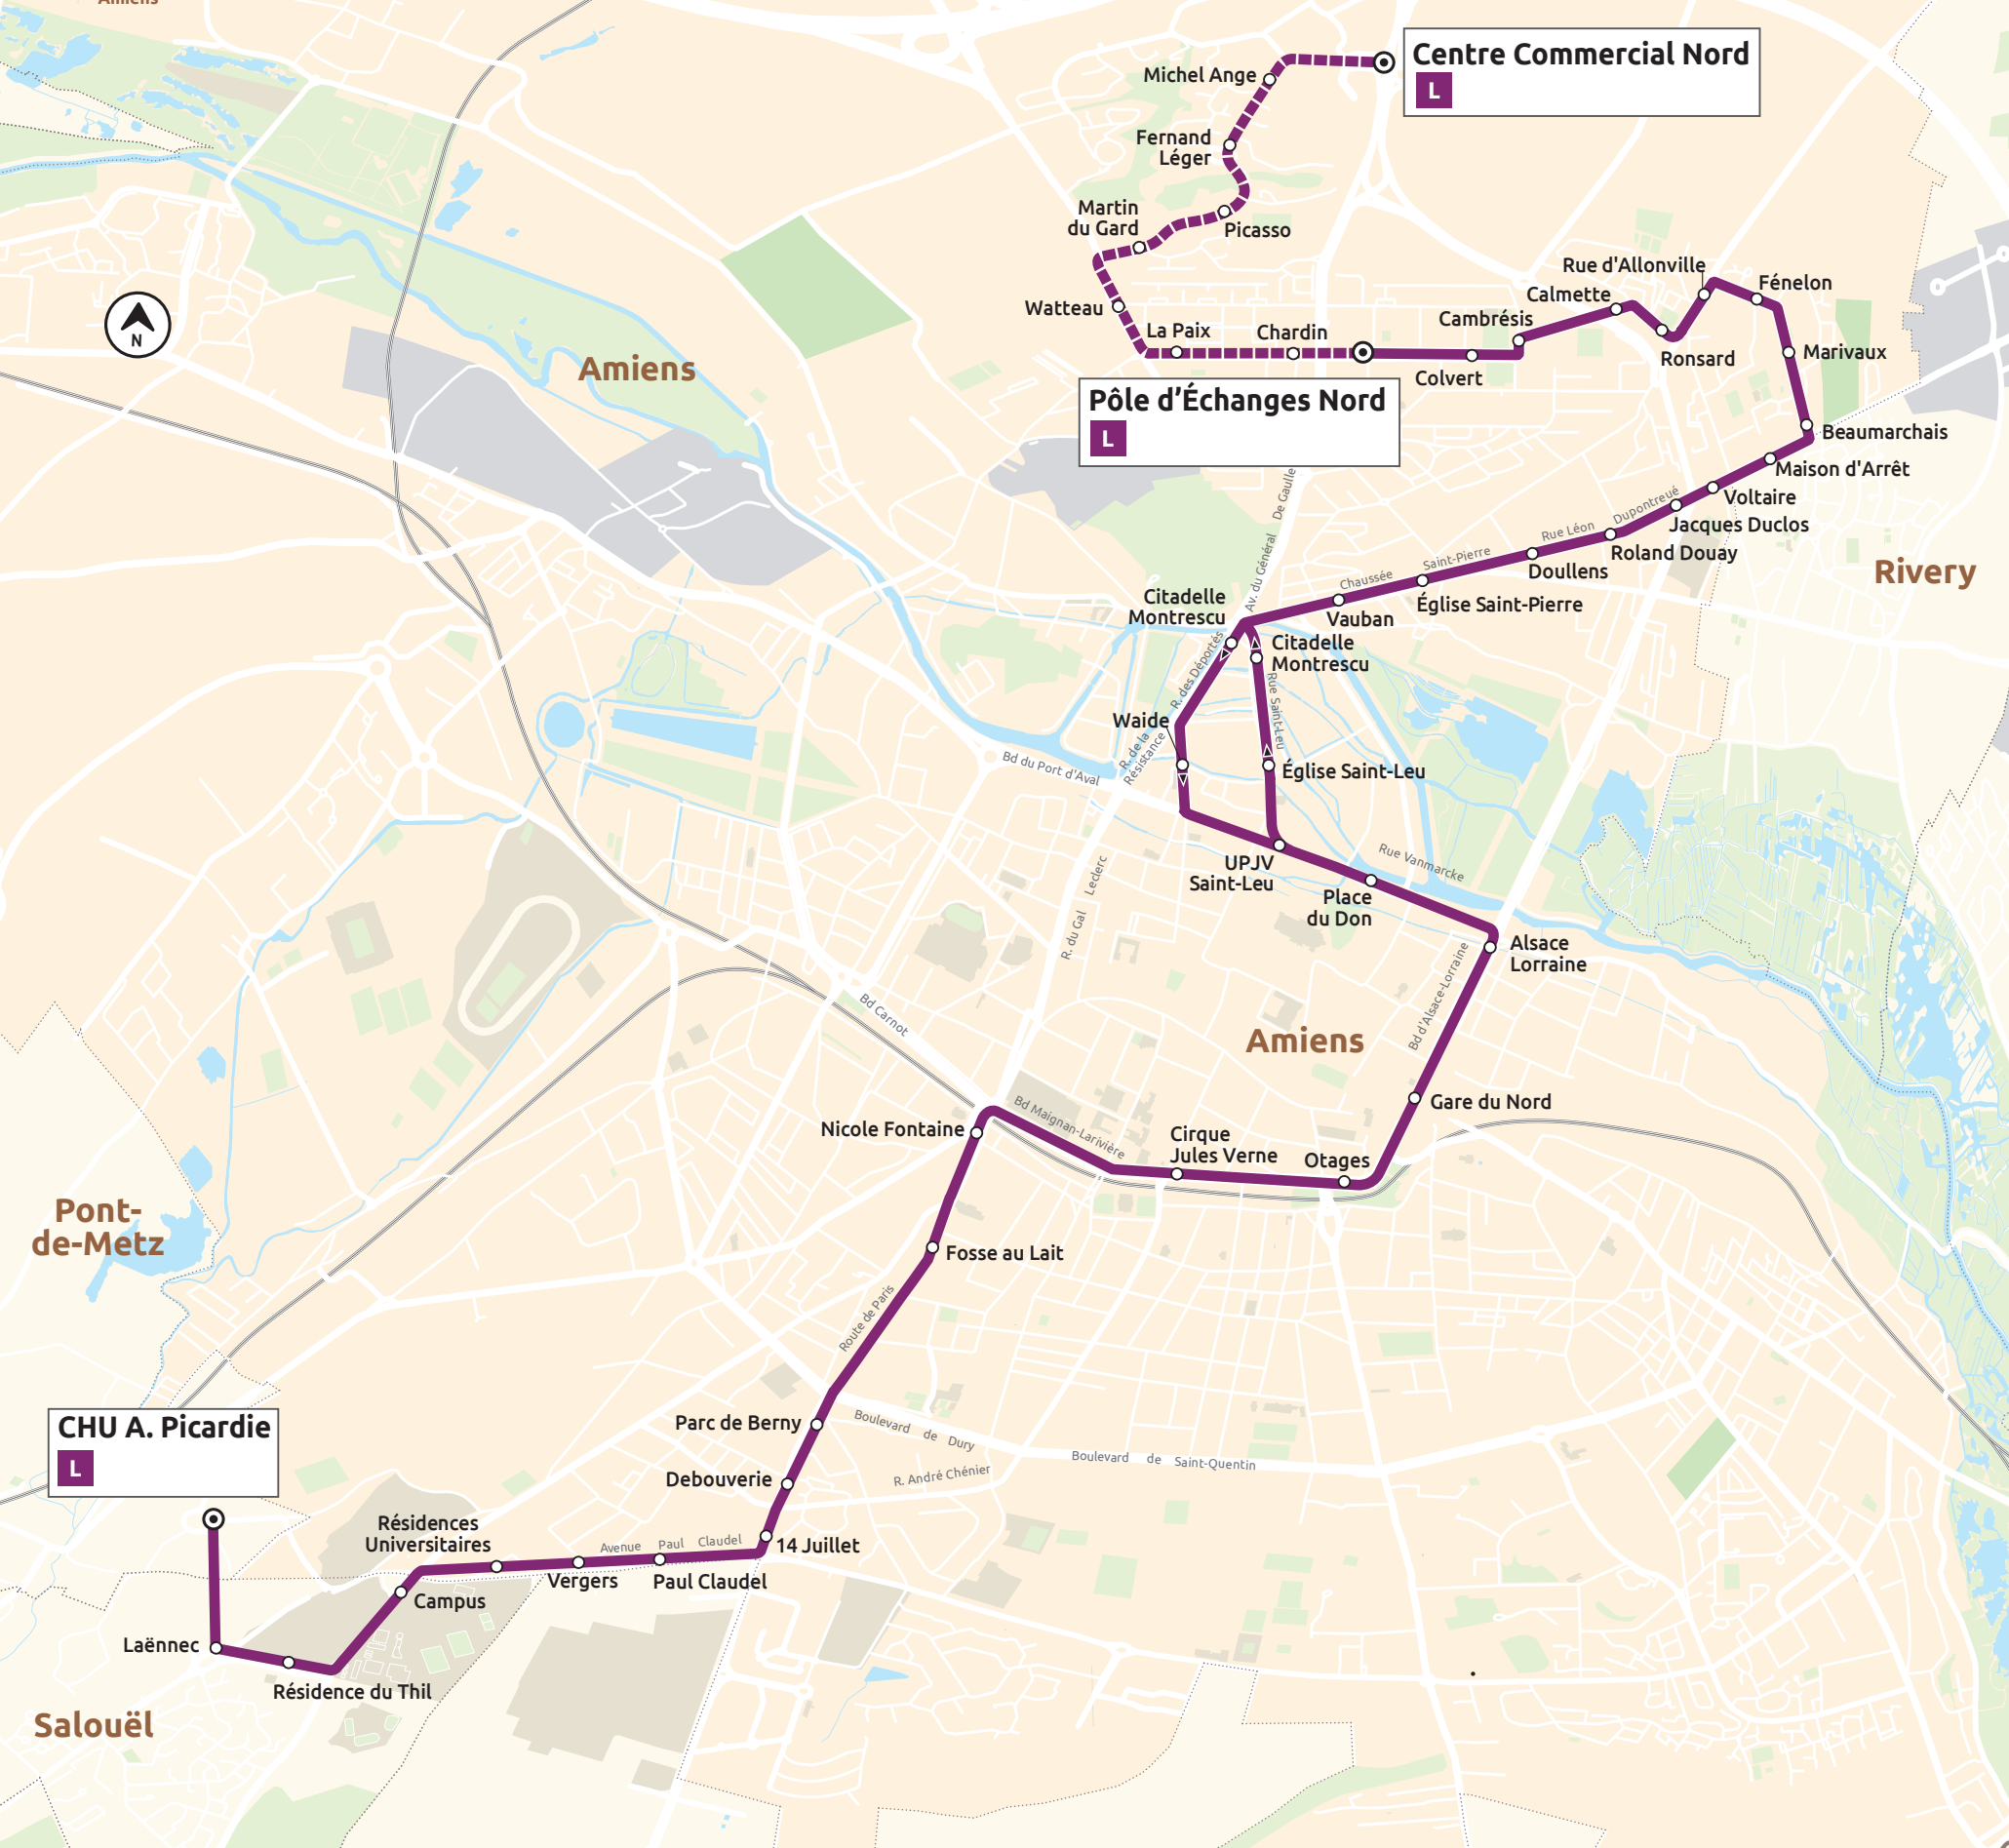 Amiens
Centre Commercial Nord
L
Michel Ange
Fernand
Léger
Martin
du Gard
Picasso
Watteau
La Paix
Chardin
Pôle d’Échanges Nord
L
Rue d'Allonville
Calmette
Cambrésis
Colvert
Ronsard
Fénelon
Marivaux
Beaumarchais
Maison d'Arrêt
Voltaire
Jacques Duclos
Roland Douay
Doullens
Église Saint-Pierre
Vauban
Rue Léon Dupontreué
Chaussée Saint-Pierre
Av. du Général De Gaulle
N
Amiens
Rivery
Citadelle
Montrescu
Citadelle
Montrescu
R. des Déportés
R. de la
Résistance
Rue Saint-Leu
Waide
Église Saint-Leu
Bd du Port d'Aval
UPJV
Saint-Leu
Rue Vanmarcke
Place
du Don
Alsace
Lorraine
R. du Gal Leclerc
Bd d'Alsace-Lorraine
Bd Carnot
Amiens
Gare du Nord
Bd Maignan-Larivière
Nicole Fontaine
Cirque
Jules Verne
Otages
Pont-
de-Metz
Fosse au Lait
Route de Paris
Parc de Berny
Boulevard de Dury
Boulevard de Saint-Quentin
R. André Chénier
Debouverie
CHU A. Picardie
L
Résidences
Universitaires
Avenue Paul Claudel
14 Juillet
Vergers
Paul Claudel
Campus
Laënnec
Résidence du Thil
Salouël